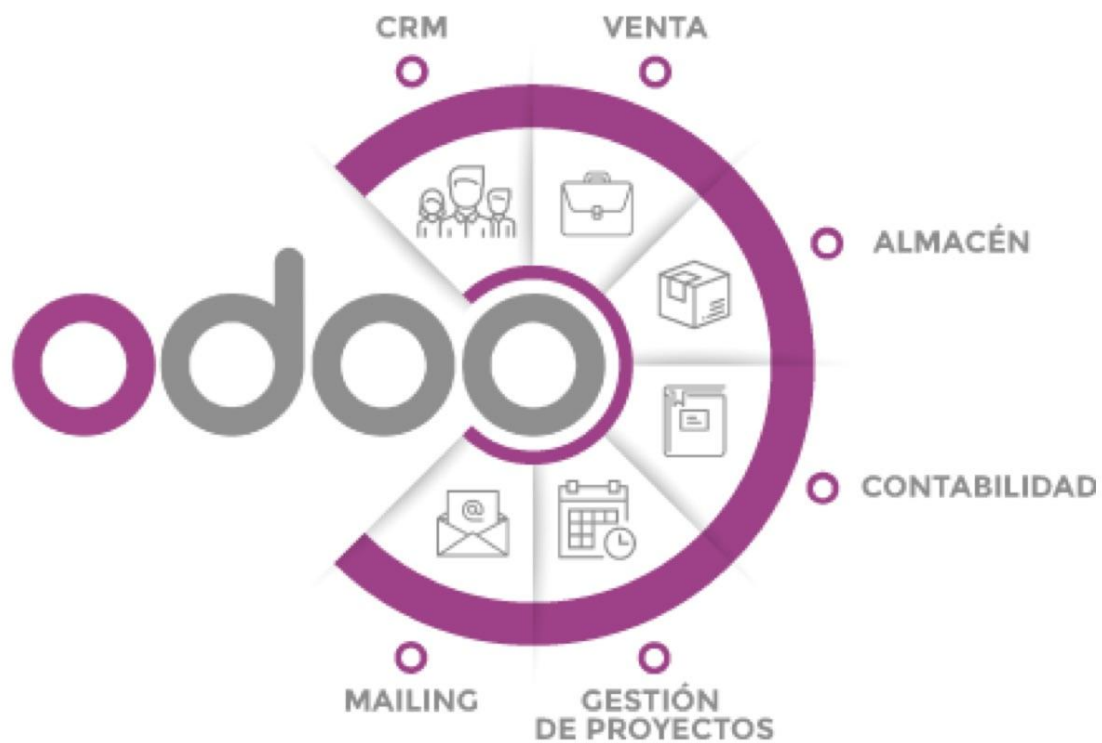 CRM
VENTA
ALMACÉN
odoo
@
CONTABILIDAD
MAILING
GESTIÓN
DE PROYECTOS